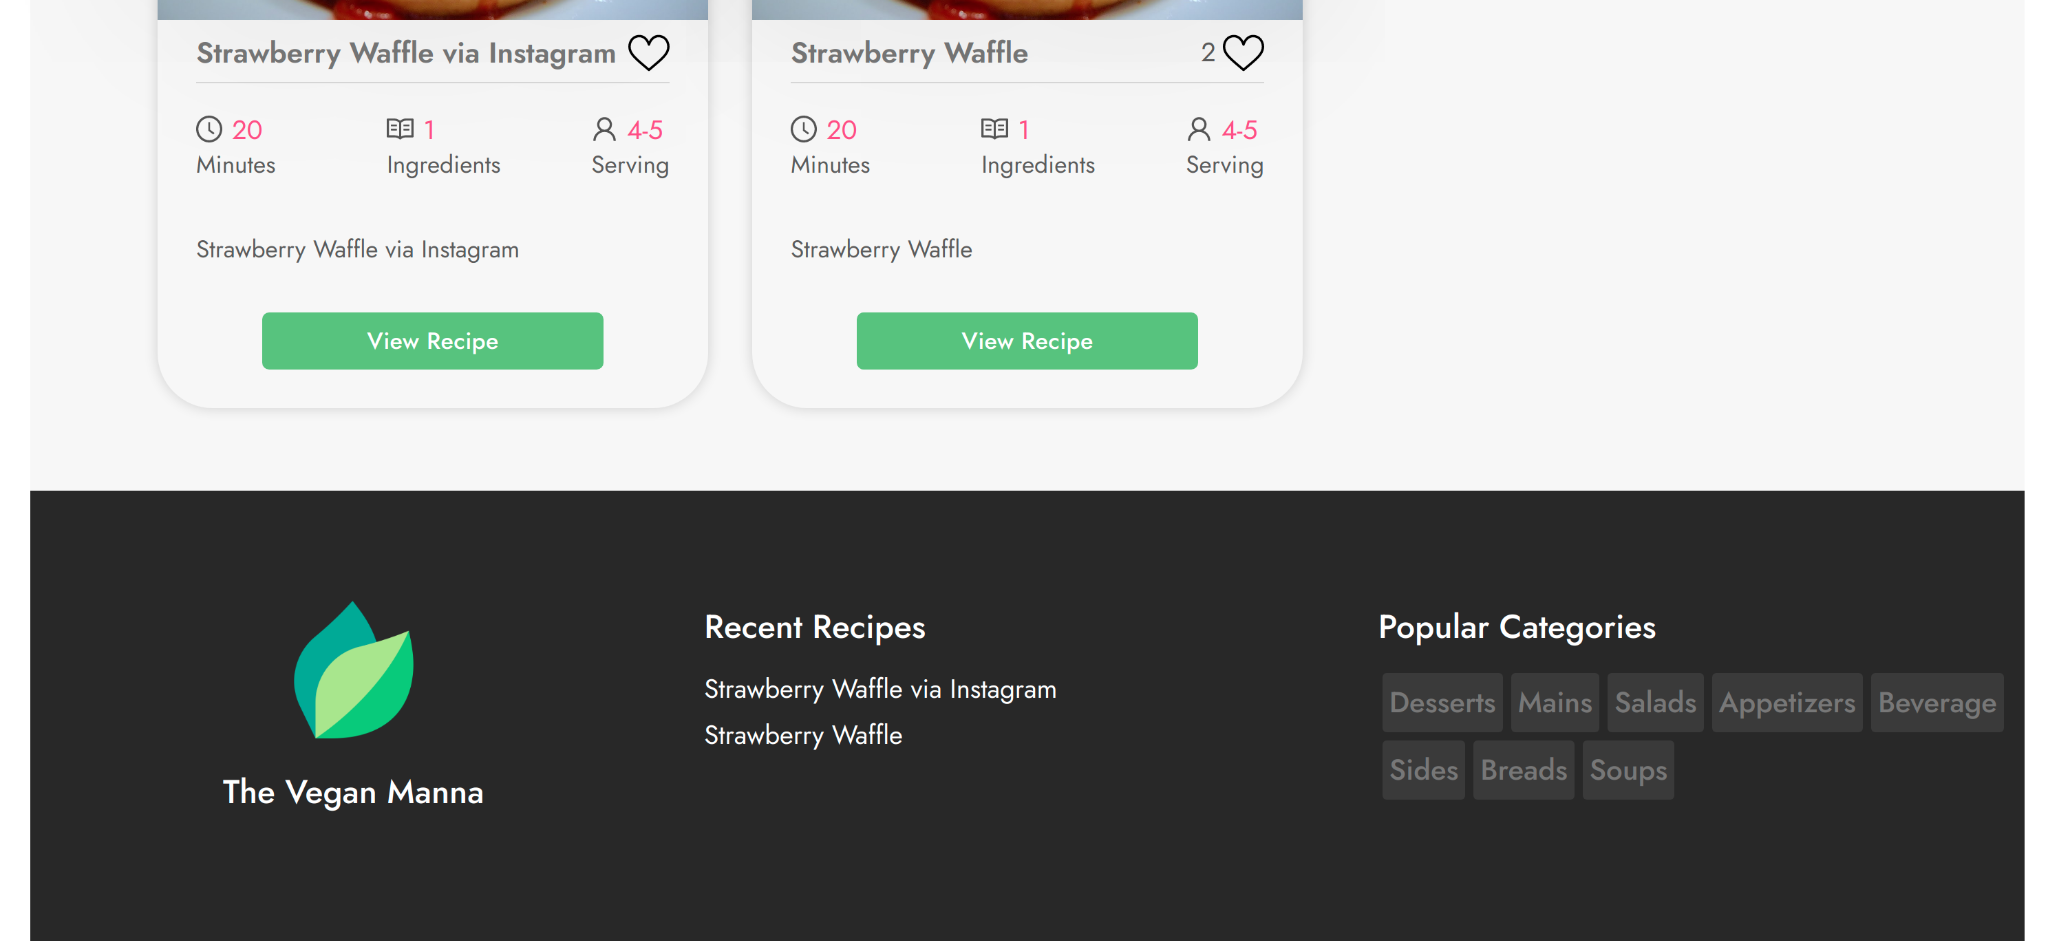 Strawberry Waffle via Instagram
20
Minutes
1
Ingredients
4-5
Serving
Strawberry Waffle via Instagram
View Recipe
Strawberry Waffle 2
20
Minutes
1
Ingredients
4-5
Serving
Strawberry Waffle
View Recipe
The Vegan Manna
Recent Recipes
Strawberry Waffle via Instagram
Strawberry Waffle
Popular Categories
Desserts Mains Salads Appetizers Beverage
Sides Breads Soups